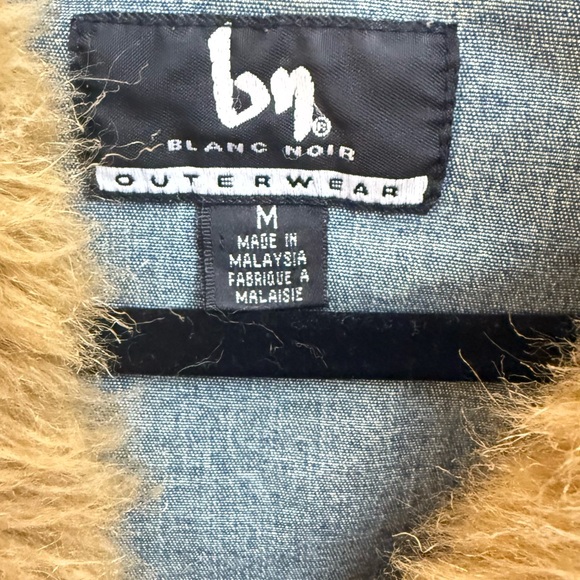 bn®
BLANC NOIR
OUTERWEAR
M
MADE IN
MALAYSIA
FABRIQUE A
MALAISIE